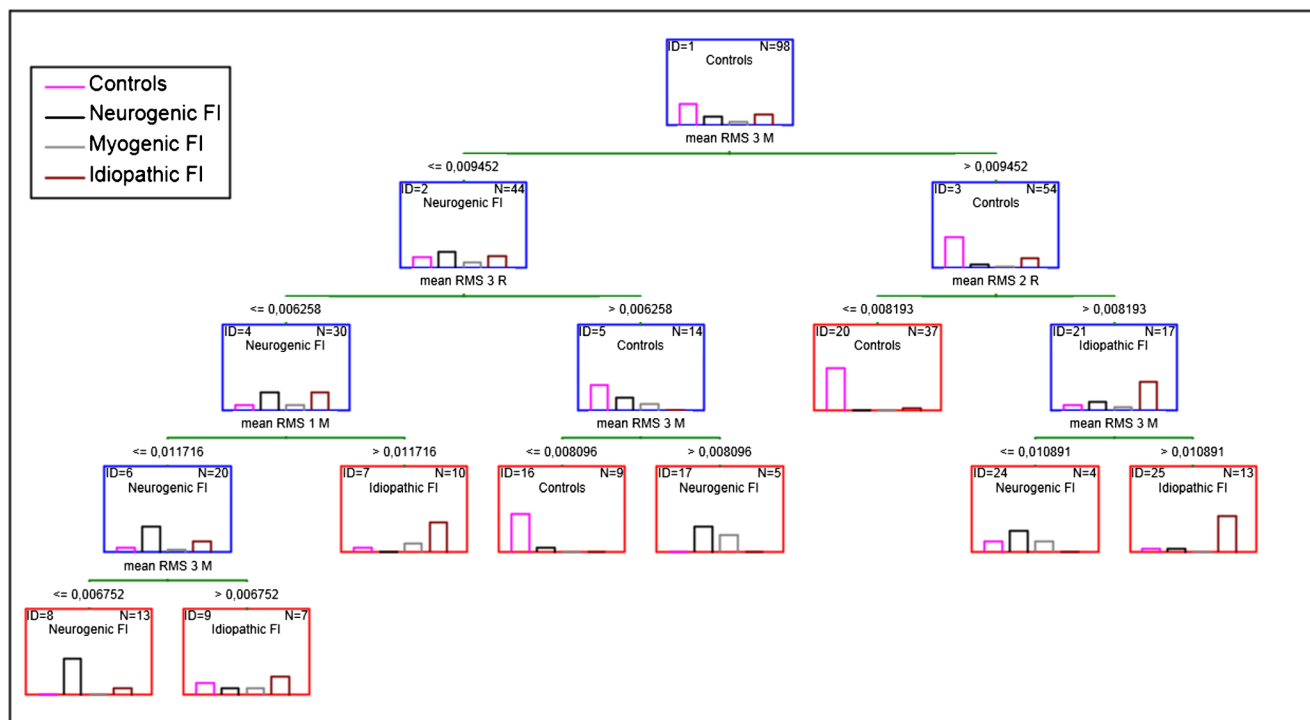 Controls
Neurogenic FI
Myogenic FI
Idiopathic FI
ID=1 N=98
Controls
mean RMS 3 M
<= 0,009452 > 0,009452
ID=2 N=44 ID=3 N=54
Neurogenic FI Controls
mean RMS 3 R mean RMS 2 R
<= 0,006258 > 0,006258 <= 0,008193 > 0,008193
ID=4 N=30 ID=5 N=14 ID=20 N=37 ID=21 N=17
Neurogenic FI Controls Controls Idiopathic FI
mean RMS 1 M mean RMS 3 M mean RMS 3 M
<= 0,011716 > 0,011716 <= 0,008096 > 0,008096 <= 0,010891 > 0,010891
ID=6 N=20 ID=7 N=10 ID=16 N=9 ID=17 N=5 ID=24 N=4 ID=25 N=13
Neurogenic FI Idiopathic FI Controls Neurogenic FI Neurogenic FI Idiopathic FI
mean RMS 3 M
<= 0,006752 > 0,006752
ID=8 N=13 ID=9 N=7
Neurogenic FI Idiopathic FI